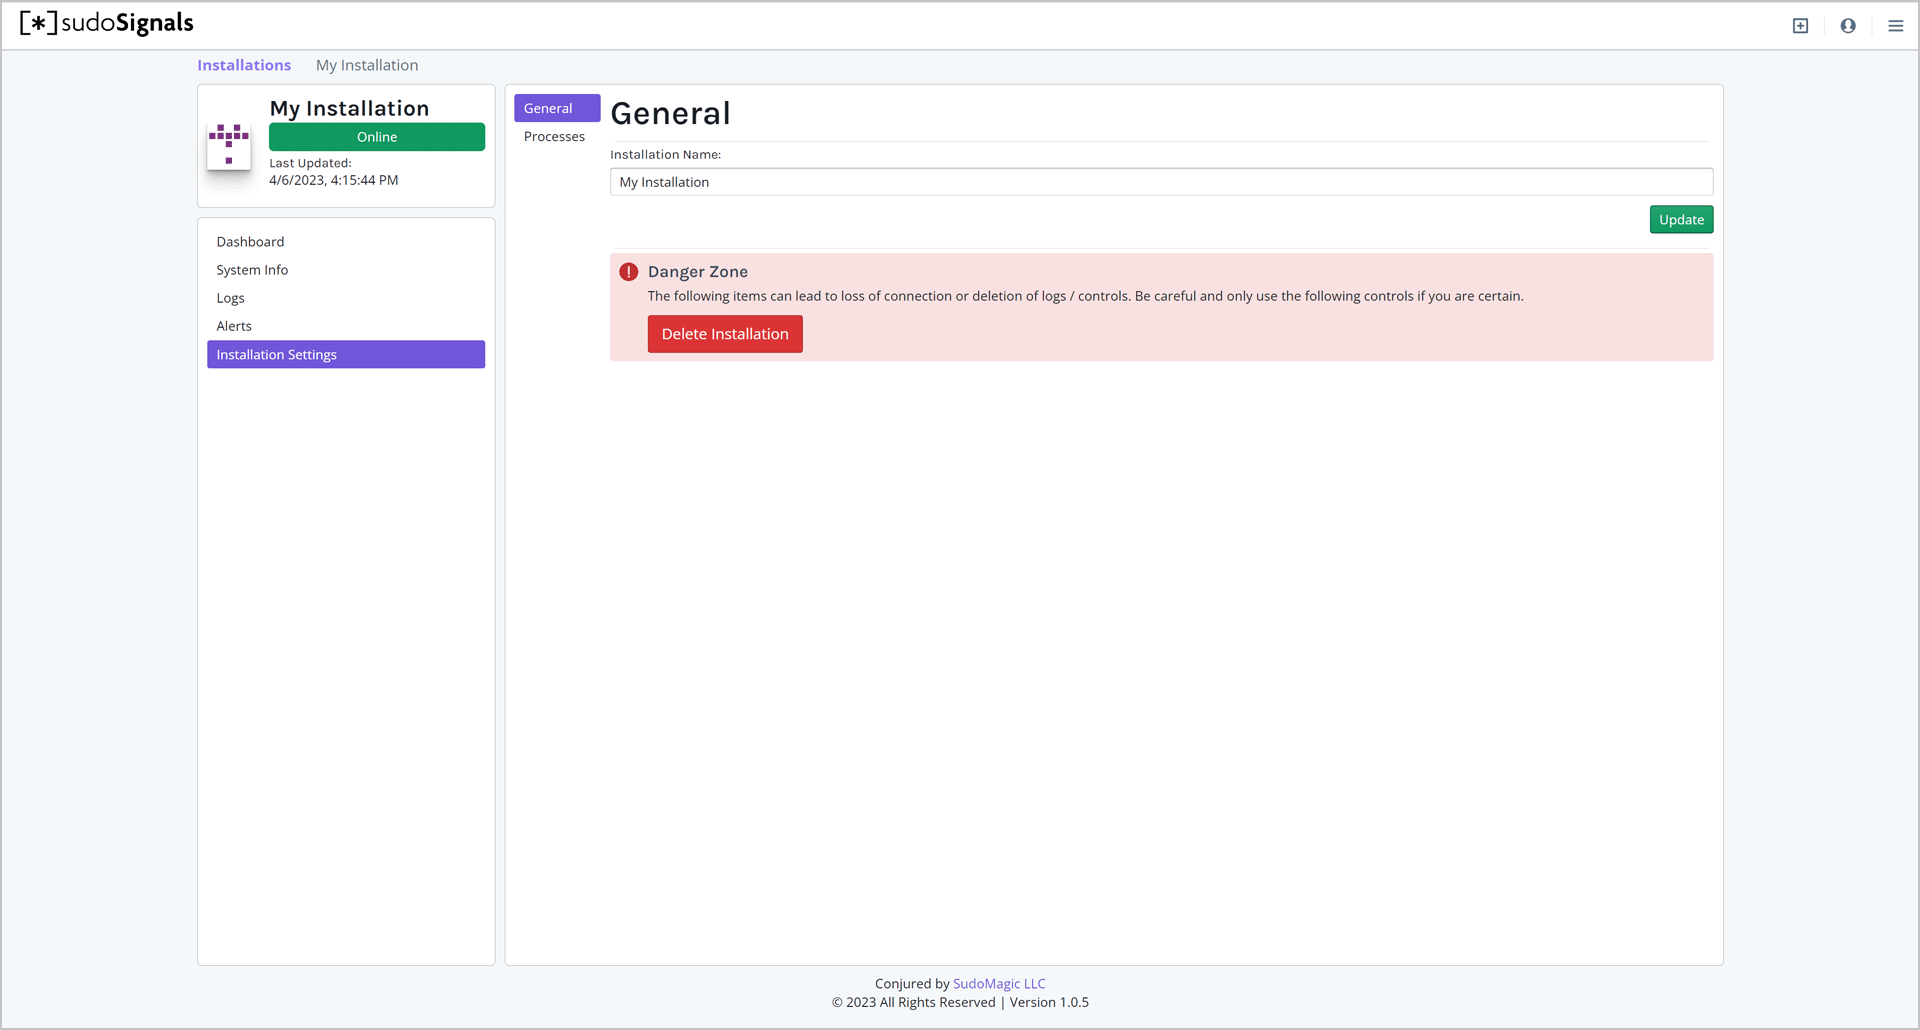 [*]sudoSignals
Installations My Installation
My Installation
Online
Last Updated:
4/6/2023, 4:15:44 PM
Dashboard
System Info
Logs
Alerts
Installation Settings
General
Processes
General
Installation Name:
My Installation
Update
Danger Zone
The following items can lead to loss of connection or deletion of logs / controls. Be careful and only use the following controls if you are certain.
Delete Installation
Conjured by SudoMagic LLC
© 2023 All Rights Reserved | Version 1.0.5